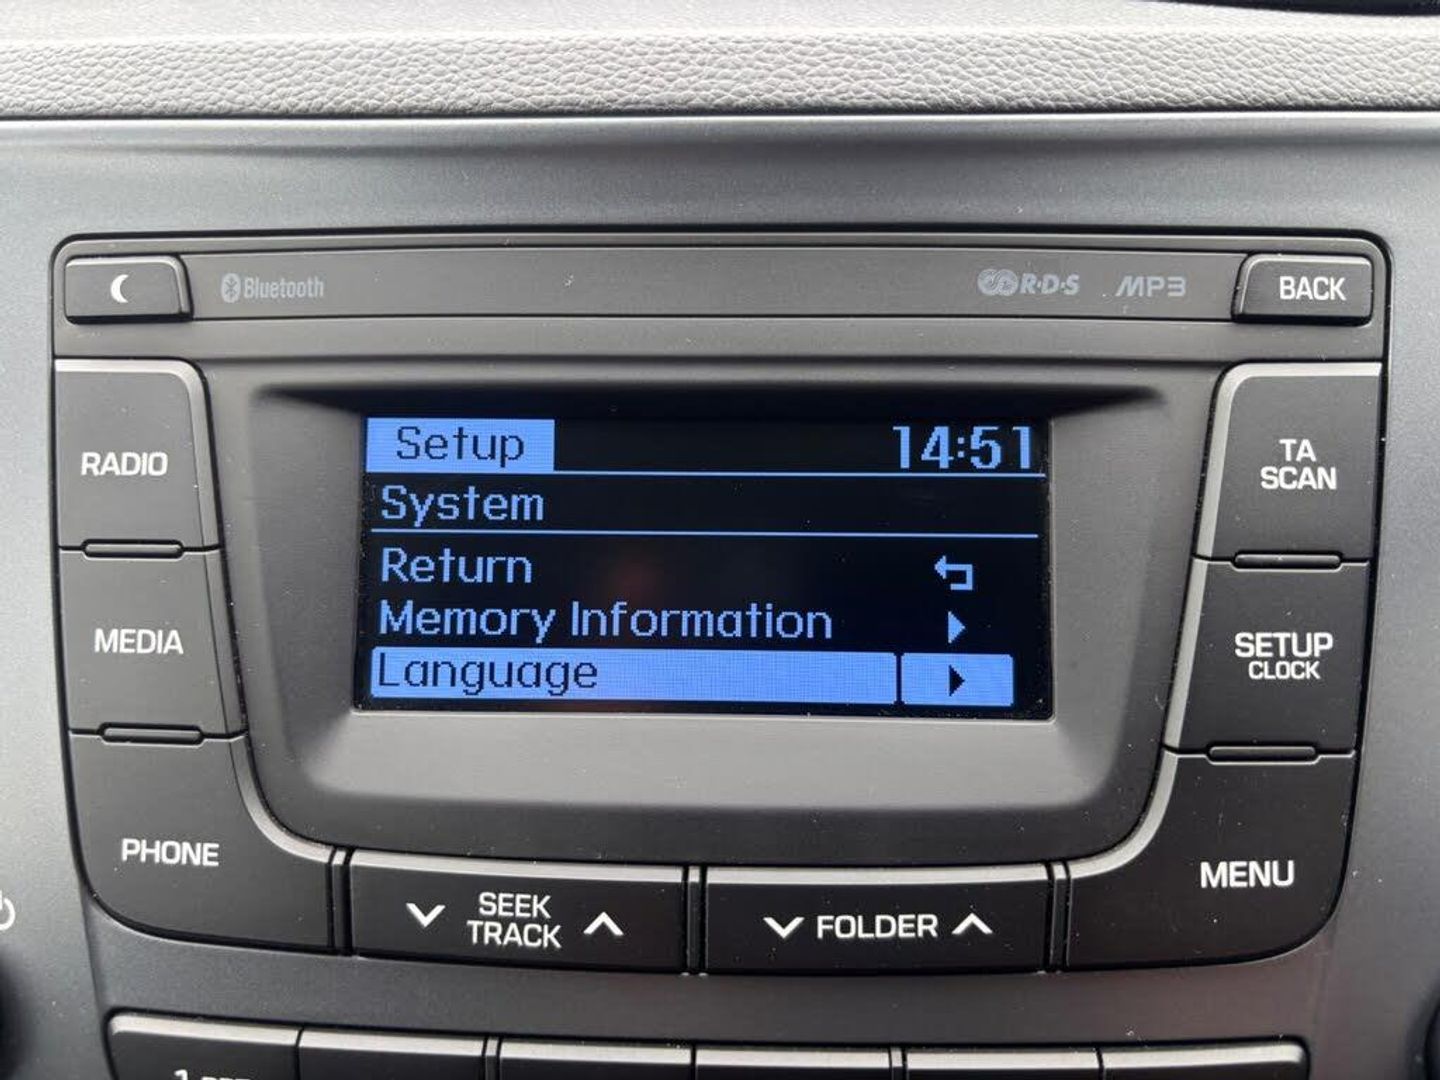 Bluetooth
R·D·S
MP3
BACK
RADIO
MEDIA
PHONE
Setup
14:51
System
Return
Memory Information
Language
TA
SCAN
SETUP
CLOCK
MENU
SEEK
TRACK
FOLDER
1